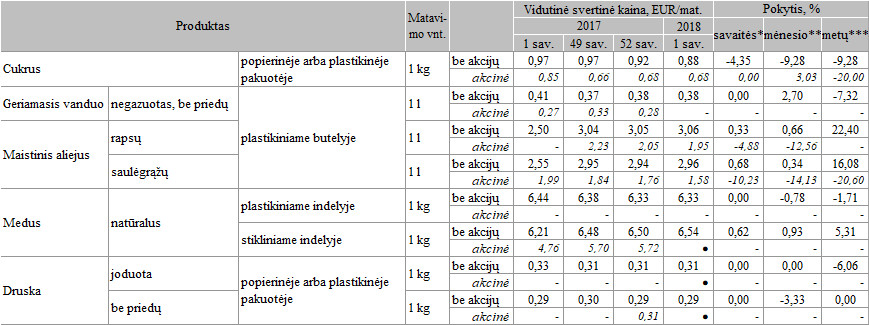 Produktas Matavi- Vidutinė svertinė kaina, EUR/mat. Pokytis, %
mo vnt. 2017 2018 savaitės* mėnesio** metų***
1 sav. 49 sav. 52 sav. 1 sav.
Cukrus popierinėje arba plastikinėje pakuotėje 1 kg be akcijų 0,97 0,97 0,92 0,88 -4,35 -9,28 -9,28
akcinė 0,85 0,66 0,68 0,68 0,00 3,03 -20,00
Geriamasis vanduo negazuotas, be priedų plastikiniame butelyje 1 l be akcijų 0,41 0,37 0,38 0,38 0,00 2,70 -7,32
akcinė 0,27 0,33 0,28 - - - -
Maistinis aliejus rapsų 1 l be akcijų 2,50 3,04 3,05 3,06 0,33 0,66 22,40
akcinė - 2,23 2,05 1,95 -4,88 -12,56 -
saulėgrąžų 1 l be akcijų 2,55 2,95 2,94 2,96 0,68 0,34 16,08
akcinė 1,99 1,84 1,76 1,58 -10,23 -14,13 -20,60
Medus natūralus plastikiniame indelyje 1 kg be akcijų 6,44 6,38 6,33 6,33 0,00 -0,78 -1,71
akcinė - - - - - - -
stikliniame indelyje 1 kg be akcijų 6,21 6,48 6,50 6,54 0,62 0,93 5,31
akcinė 4,76 5,70 5,72 ● - - -
Druska joduota popierinėje arba plastikinėje pakuotėje 1 kg be akcijų 0,33 0,31 0,31 0,31 0,00 0,00 -6,06
akcinė - - - ● - - -
be priedų 1 kg be akcijų 0,29 0,30 0,29 0,29 0,00 -3,33 0,00
akcinė - - 0,31 ● - - -